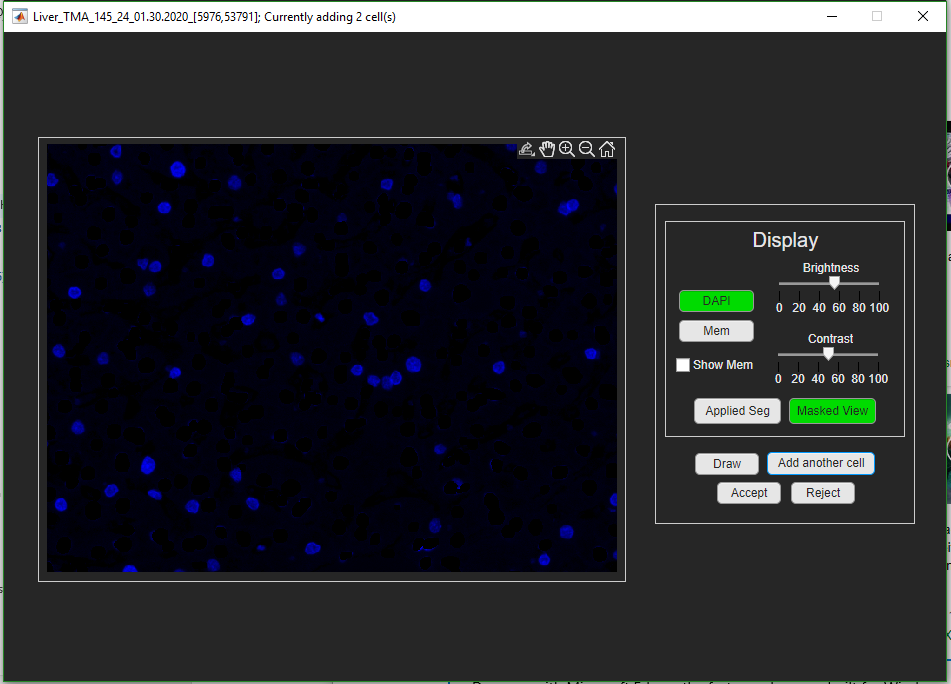 Liver_TMA_145_24_01.30.2020_[5976,53791]; Currently adding 2 cell(s)
Display
Brightness
DAPI
0 20 40 60 80 100
Mem
Contrast
Show Mem
0 20 40 60 80 100
Applied Seg Masked View
Draw Add another cell
Accept Reject